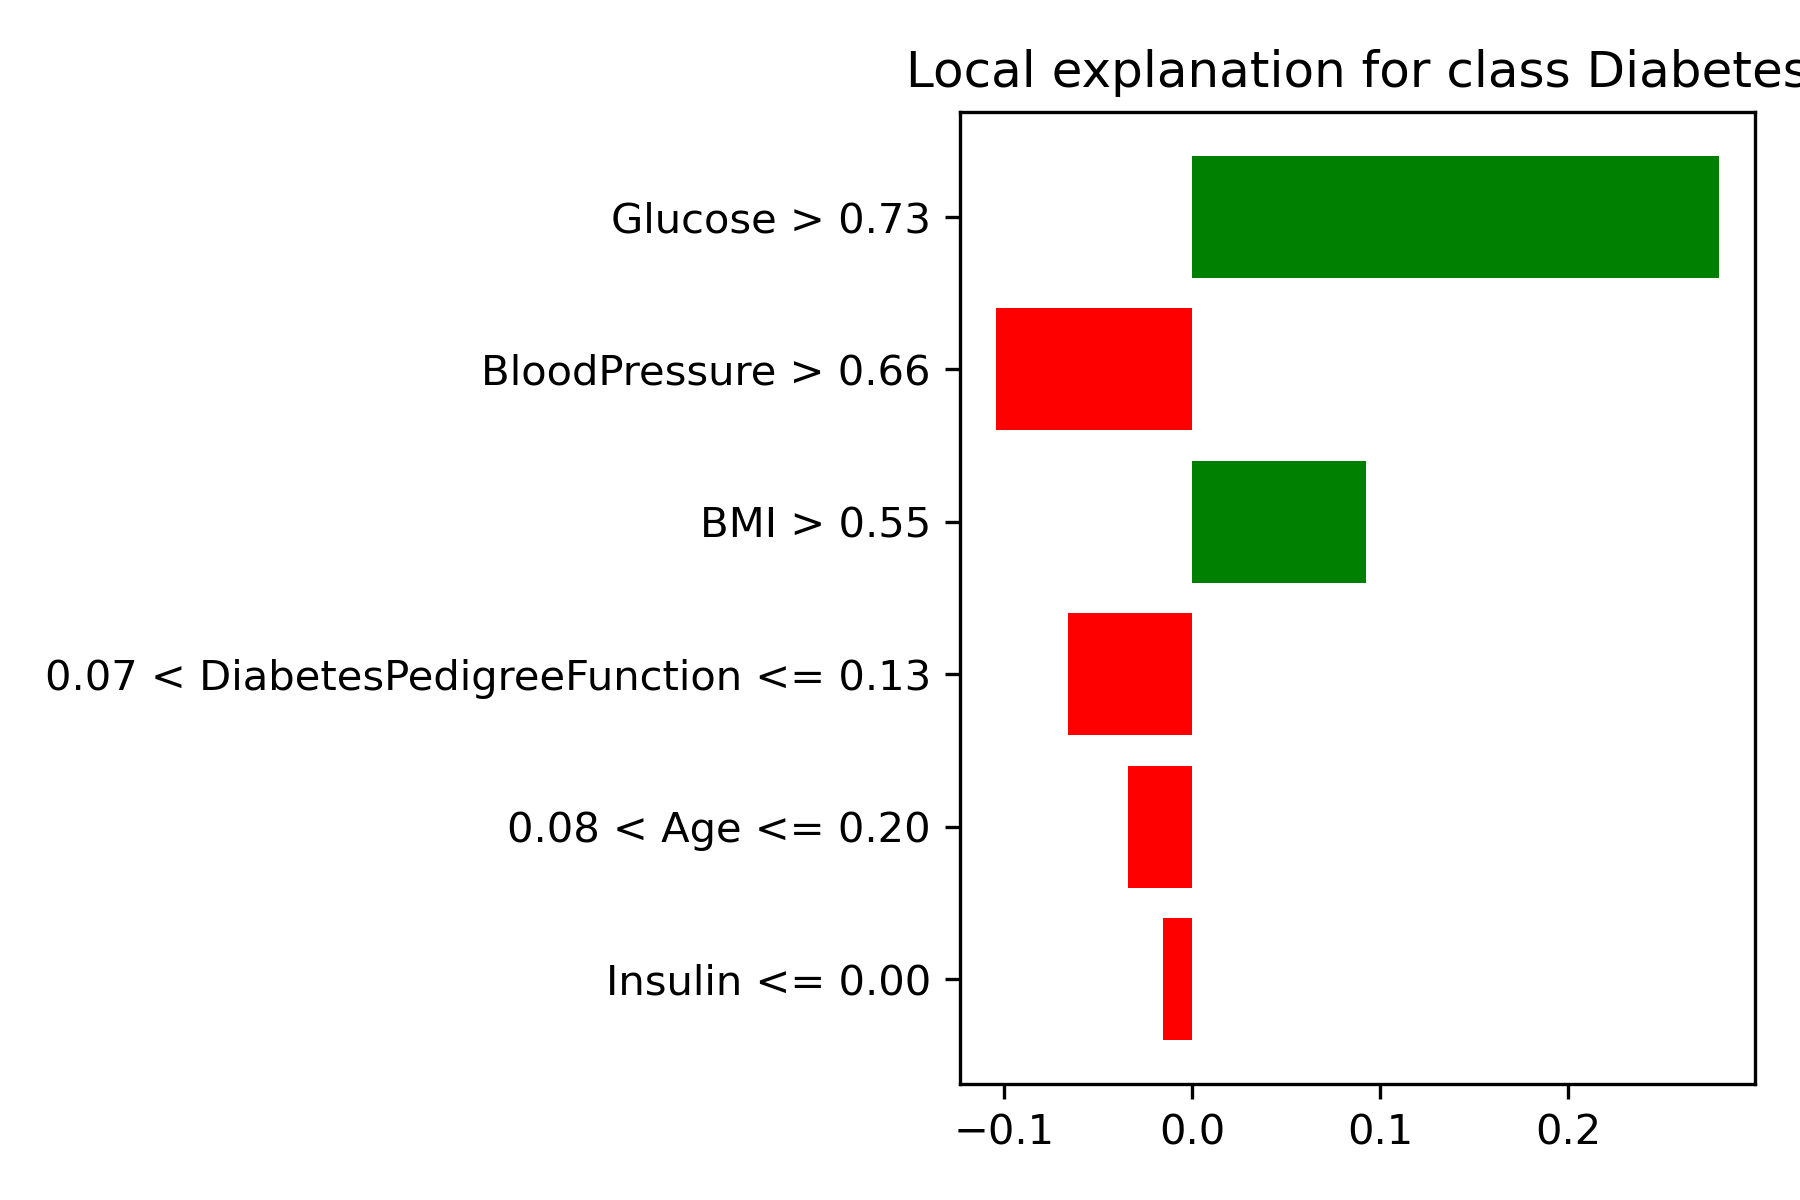 Local explanation for class Diabetes
Glucose > 0.73
BloodPressure > 0.66
BMI > 0.55
0.07 < DiabetesPedigreeFunction <= 0.13
0.08 < Age <= 0.20
Insulin <= 0.00
−0.1 0.0 0.1 0.2